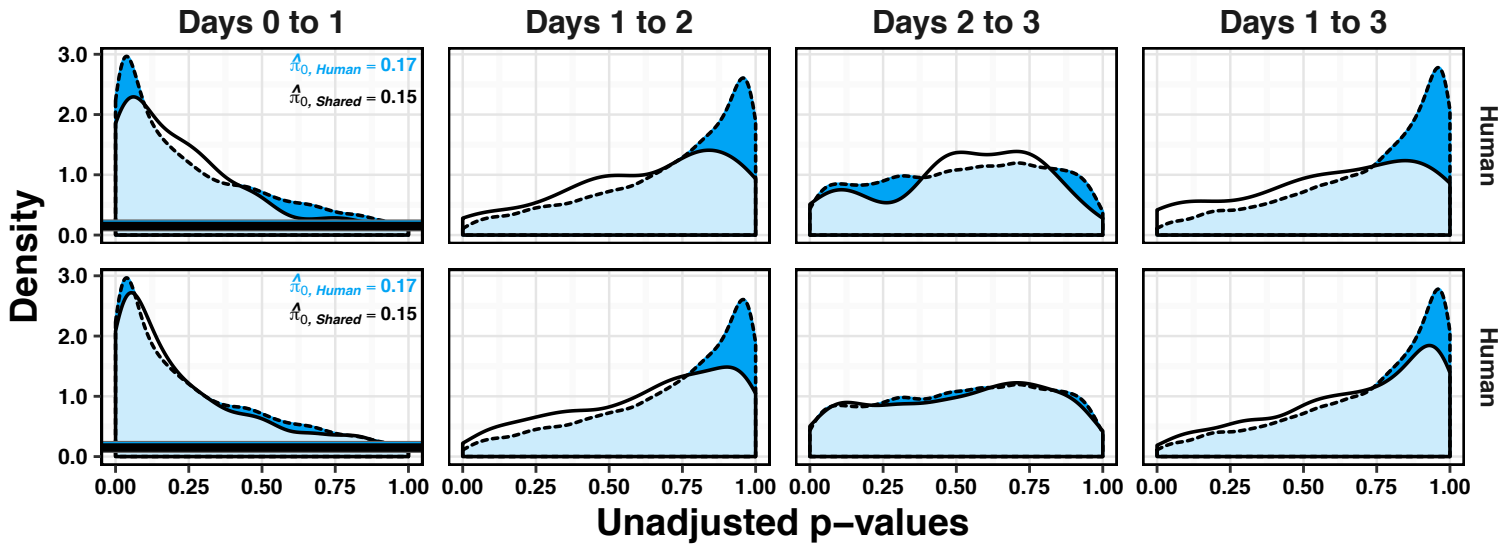 Days 0 to 1
Days 1 to 2
Days 2 to 3
Days 1 to 3
Density
3.0
2.0
1.0
0.0
π̂0, Human = 0.17
π̂0, Shared = 0.15
Human
3.0
2.0
1.0
0.0
π̂0, Human = 0.17
π̂0, Shared = 0.15
Human
0.00 0.25 0.50 0.75 1.00
0.00 0.25 0.50 0.75 1.00
0.00 0.25 0.50 0.75 1.00
0.00 0.25 0.50 0.75 1.00
Unadjusted p−values